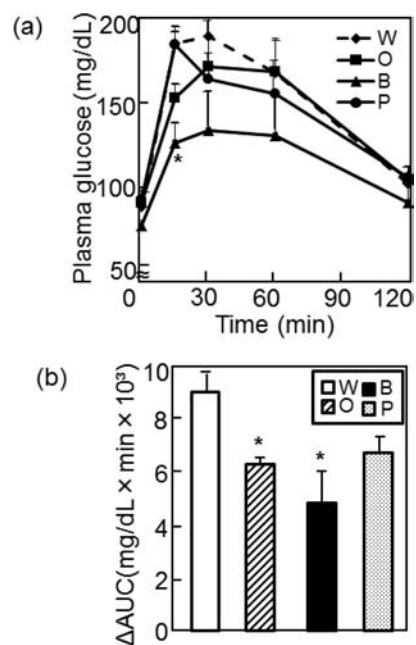 (a)
Plasma glucose (mg/dL)
200
150
100
50
0 30 60 90 120
Time (min)
W
O
B
P
*
(b)
ΔAUC(mg/dL × min × 10³)
10
8
6
4
2
0
W B
O P
* *